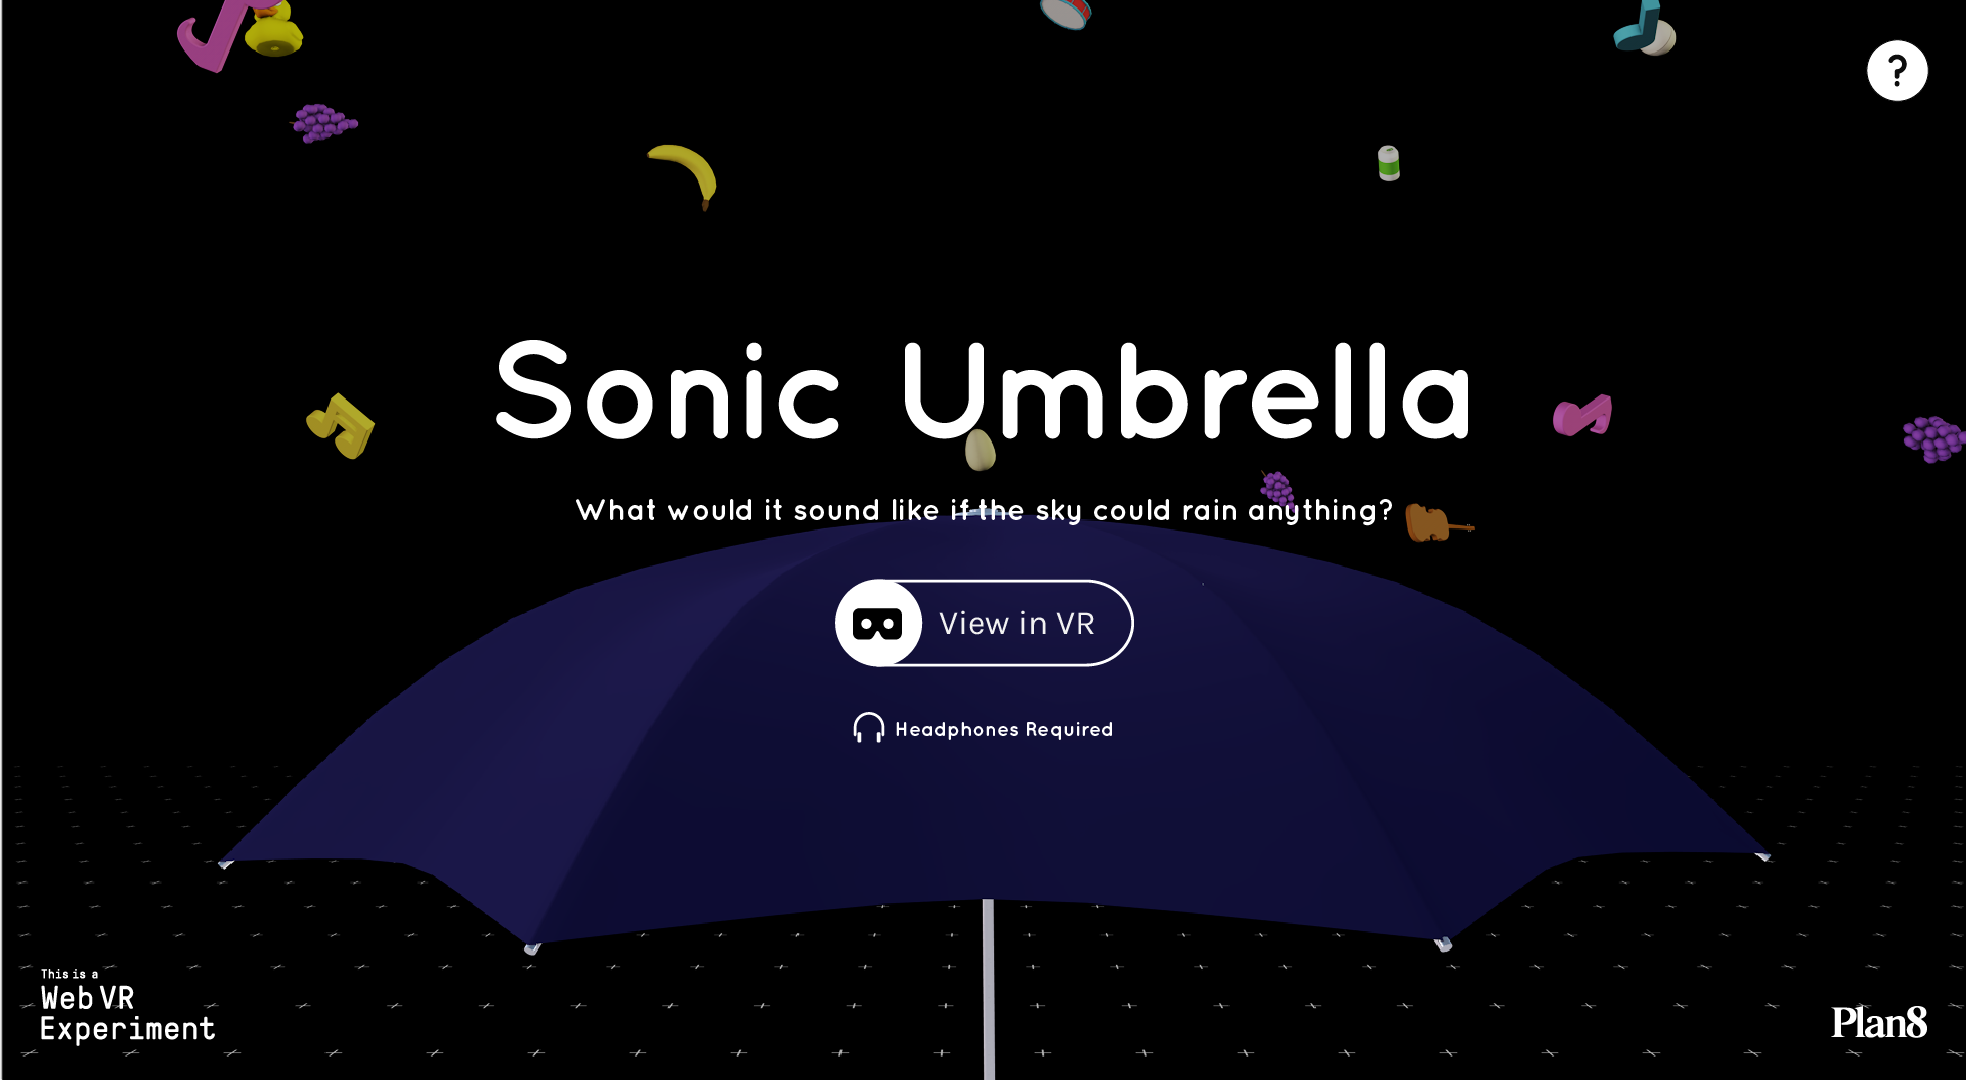 ?
Sonic Umbrella
What would it sound like if the sky could rain anything?
View in VR
Headphones Required
This is a
Web VR
Experiment
Plan8